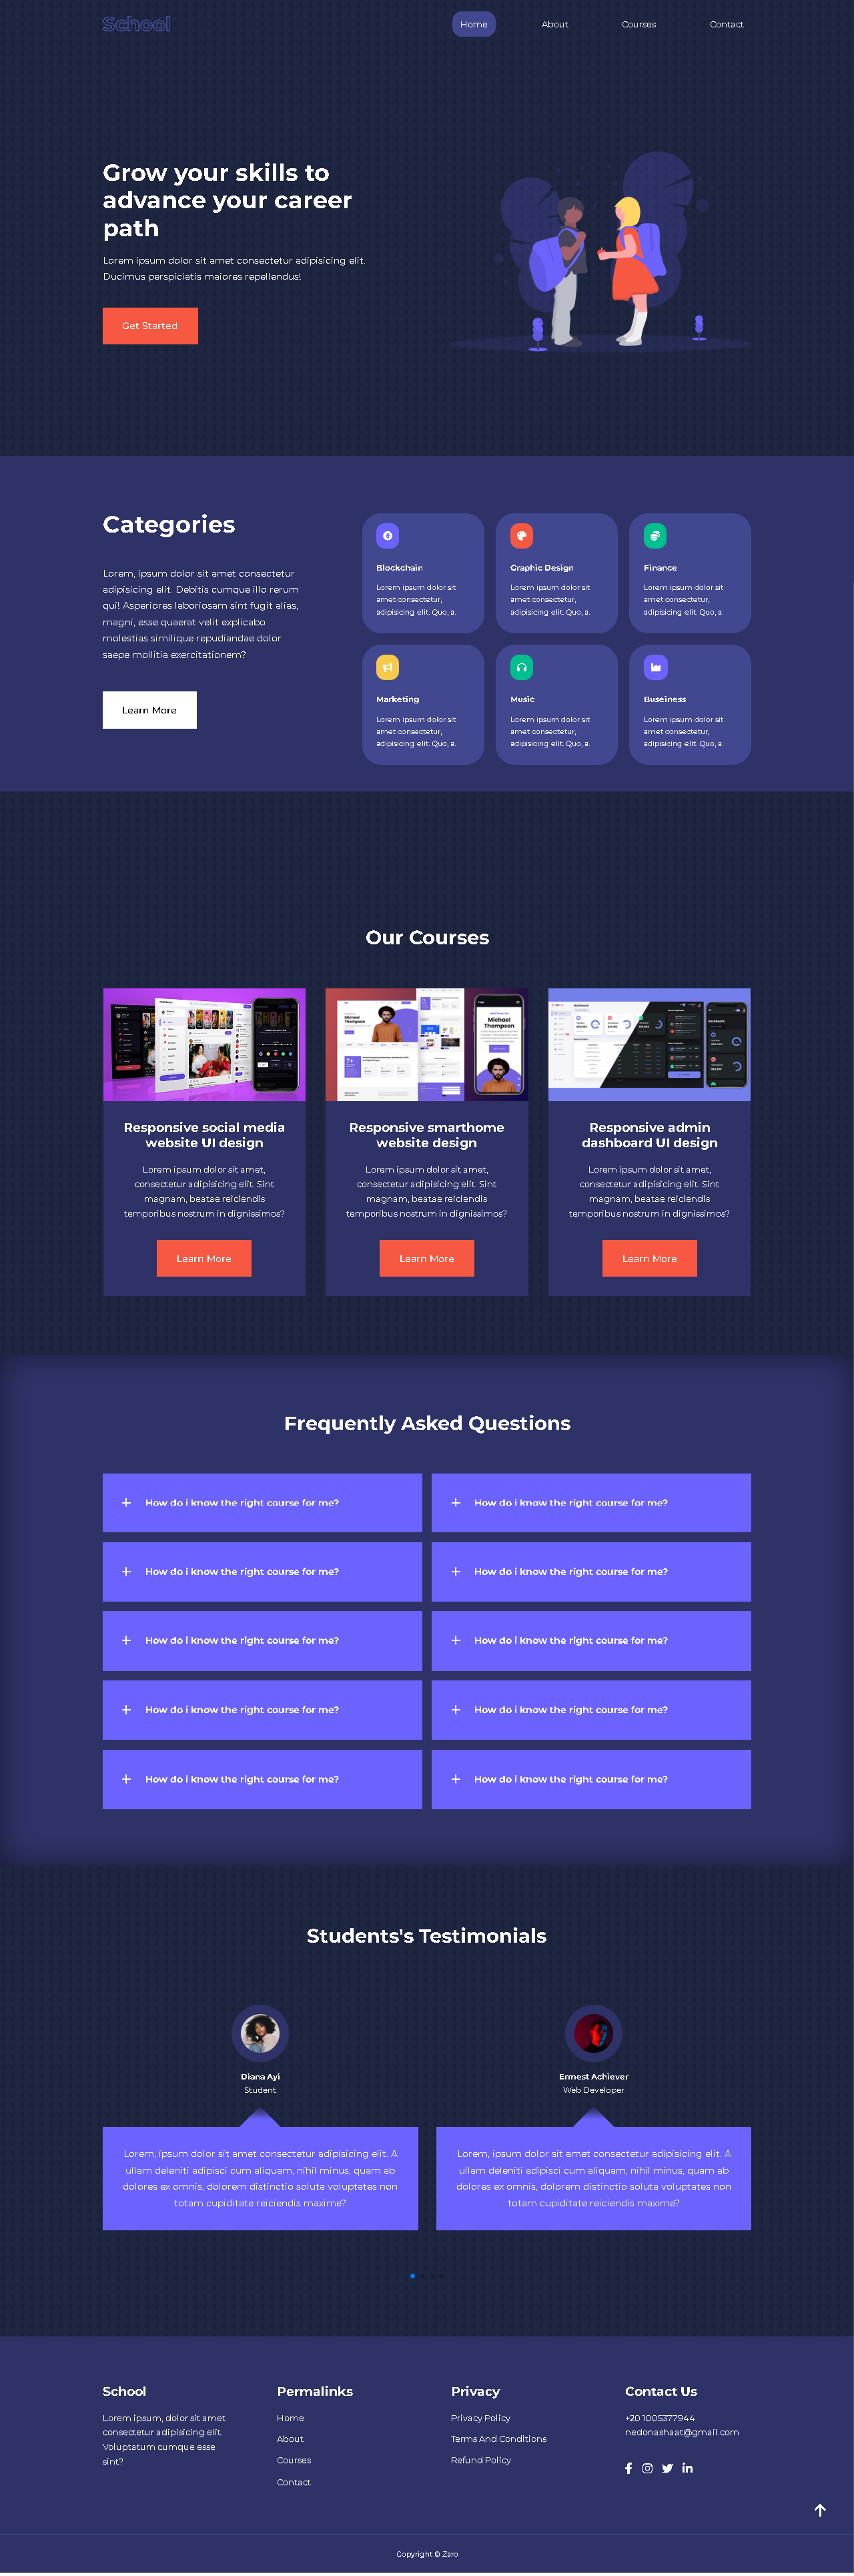 School
Home
About
Courses
Contact
Grow your skills to
advance your career
path
Lorem ipsum dolor sit amet consectetur adipisicing elit.
Ducimus perspiciatis maiores repellendus!
Get Started
Categories
Lorem, ipsum dolor sit amet consectetur
adipisicing elit. Debitis cumque illo rerum
qui! Asperiores laboriosam sint fugit alias,
magni, esse quaerat velit explicabo
molestias similique repudiandae dolor
saepe mollitia exercitationem?
Learn More
Blockchain
Lorem ipsum dolor sit
amet consectetur,
adipisicing elit. Quo, a.
Graphic Design
Lorem ipsum dolor sit
amet consectetur,
adipisicing elit. Quo, a.
Finance
Lorem ipsum dolor sit
amet consectetur,
adipisicing elit. Quo, a.
Marketing
Lorem ipsum dolor sit
amet consectetur,
adipisicing elit. Quo, a.
Music
Lorem ipsum dolor sit
amet consectetur,
adipisicing elit. Quo, a.
Buseiness
Lorem ipsum dolor sit
amet consectetur,
adipisicing elit. Quo, a.
Our Courses
Michael
Thompson
Michael
Thompson
Responsive social media
website UI design
Lorem ipsum dolor sit amet,
consectetur adipisicing elit. Sint
magnam, beatae reiciendis
temporibus nostrum in dignissimos?
Learn More
Responsive smarthome
website design
Lorem ipsum dolor sit amet,
consectetur adipisicing elit. Sint
magnam, beatae reiciendis
temporibus nostrum in dignissimos?
Learn More
Responsive admin
dashboard UI design
Lorem ipsum dolor sit amet,
consectetur adipisicing elit. Sint
magnam, beatae reiciendis
temporibus nostrum in dignissimos?
Learn More
Frequently Asked Questions
How do i know the right course for me?
How do i know the right course for me?
How do i know the right course for me?
How do i know the right course for me?
How do i know the right course for me?
How do i know the right course for me?
How do i know the right course for me?
How do i know the right course for me?
How do i know the right course for me?
How do i know the right course for me?
Students's Testimonials
Diana Ayi
Student
Lorem, ipsum dolor sit amet consectetur adipisicing elit. A
ullam deleniti adipisci cum aliquam, nihil minus, quam ab
dolores ex omnis, dolorem distinctio soluta voluptates non
totam cupiditate reiciendis maxime?
Ermest Achiever
Web Developer
Lorem, ipsum dolor sit amet consectetur adipisicing elit. A
ullam deleniti adipisci cum aliquam, nihil minus, quam ab
dolores ex omnis, dolorem distinctio soluta voluptates non
totam cupiditate reiciendis maxime?
School
Lorem ipsum, dolor sit amet
consectetur adipisicing elit.
Voluptatum cumque esse
sint?
Permalinks
Home
About
Courses
Contact
Privacy
Privacy Policy
Terms And Conditions
Refund Policy
Contact Us
+20 1005377944
nedonashaat@gmail.com
Copyright © Zaro